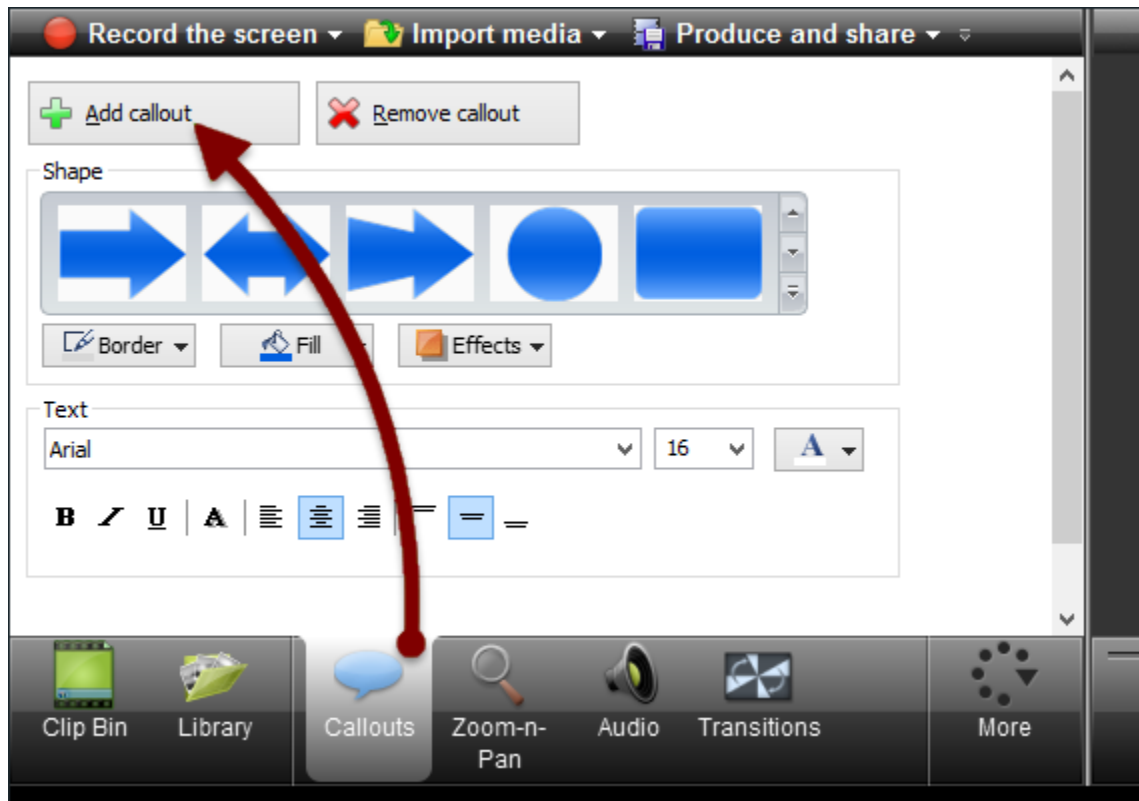 Record the screen Import media Produce and share
Add callout Remove callout
Shape
Border Fill Effects
Text
Arial 16 A
B I U A
Clip Bin Library Callouts Zoom-n- Audio Transitions More
Pan